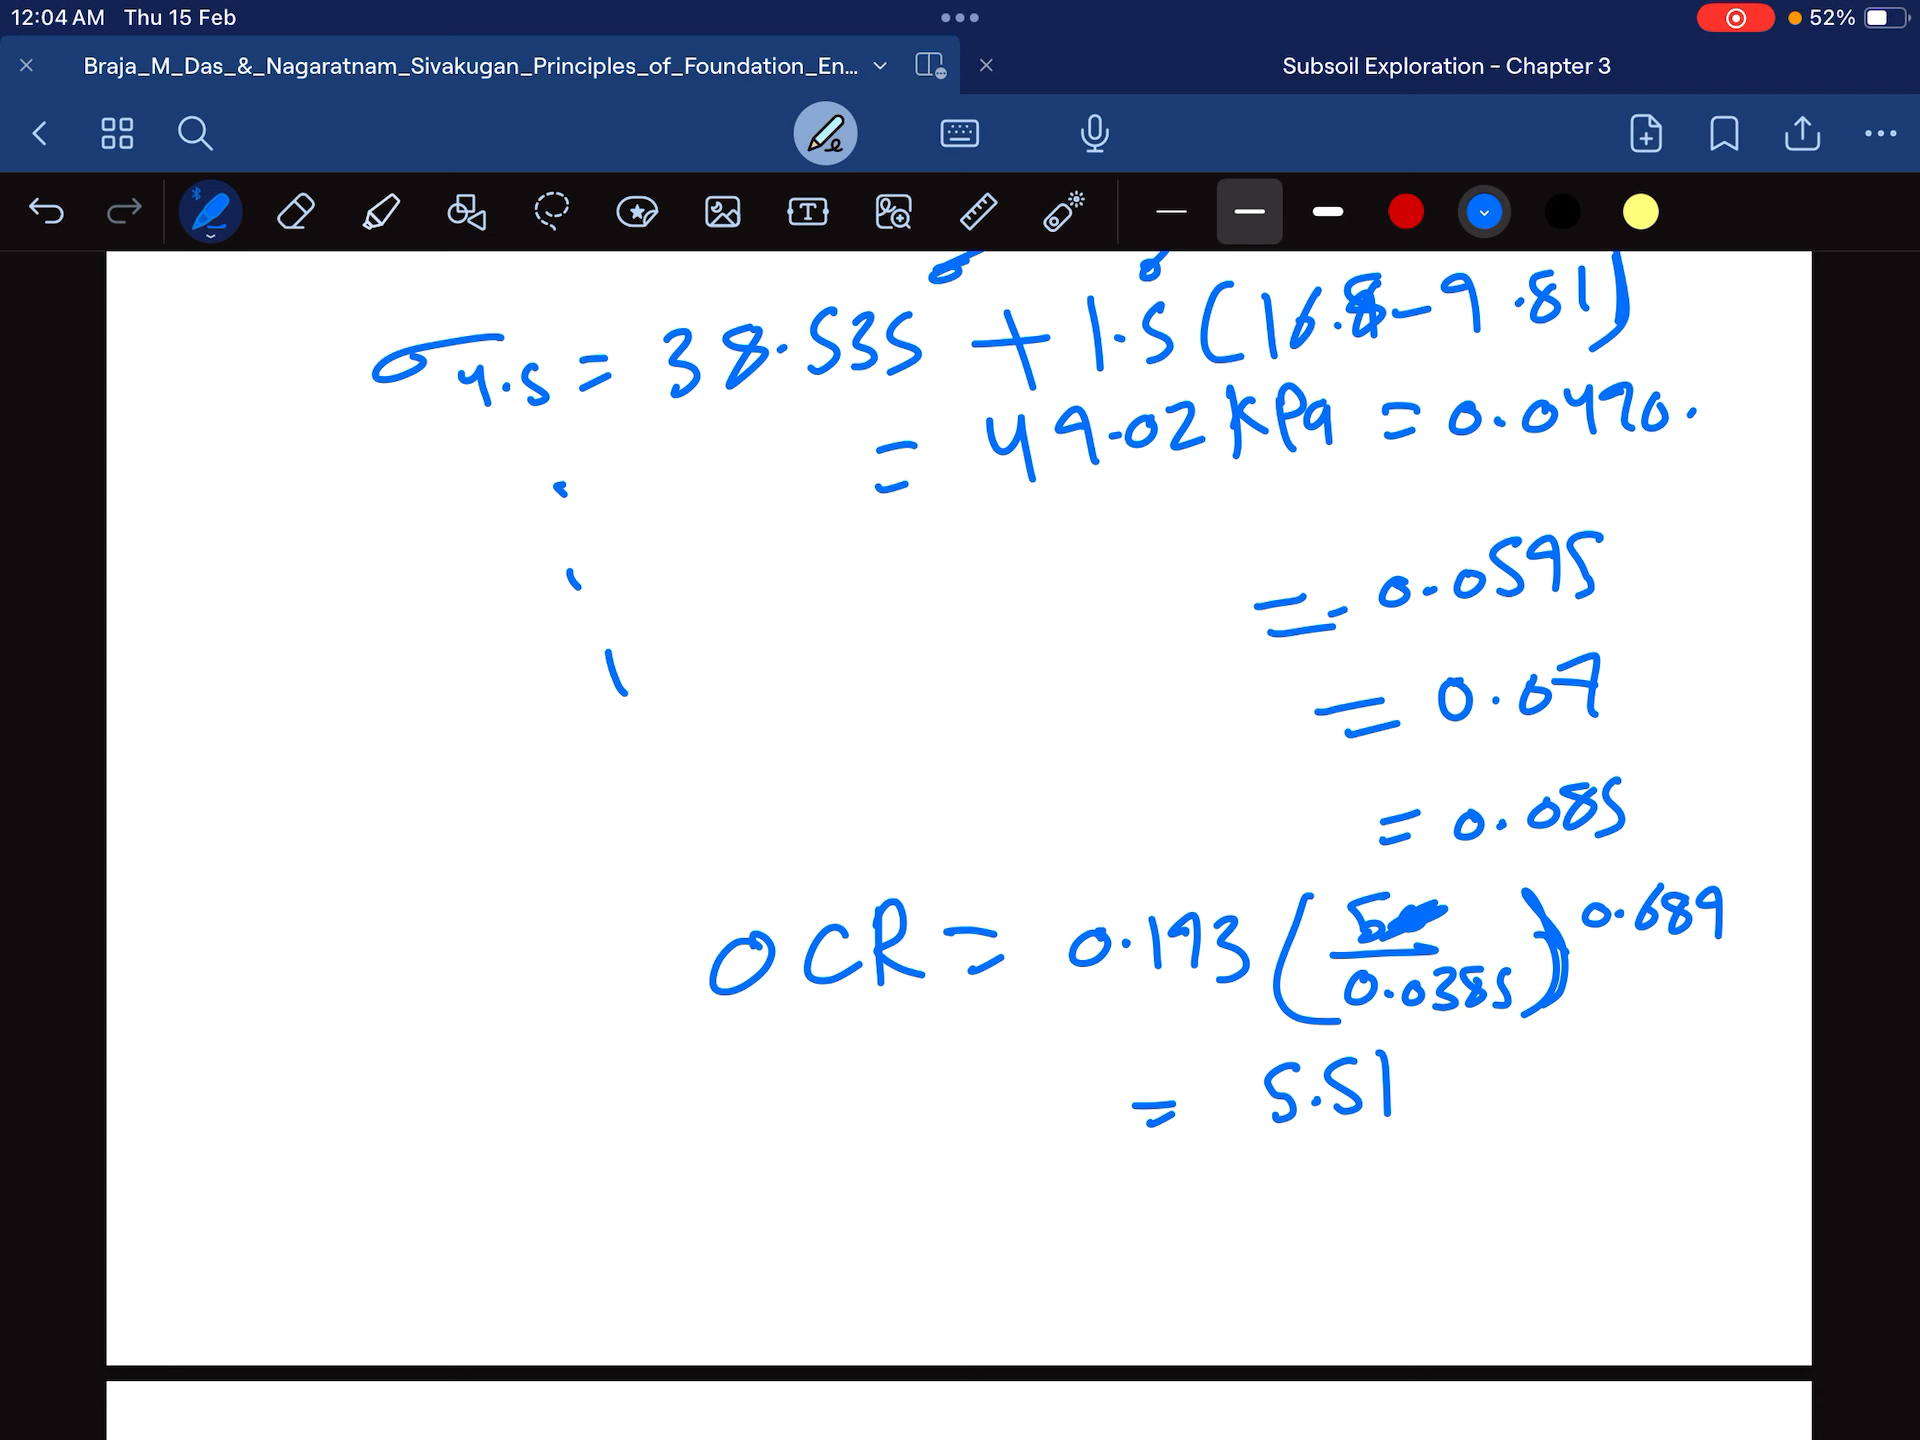 12:04 AM Thu 15 Feb
52%
Braja_M_Das_&_Nagaratnam_Sivakugan_Principles_of_Foundation_En...
Subsoil Exploration - Chapter 3
σ4.5 = 38.535 + 1.5 (16.8-9.81)
= 49.02 kPa = 0.0490.
= 0.0595
= 0.07
= 0.085
OCR = 0.193 (5/0.0385)^0.689
= 5.51